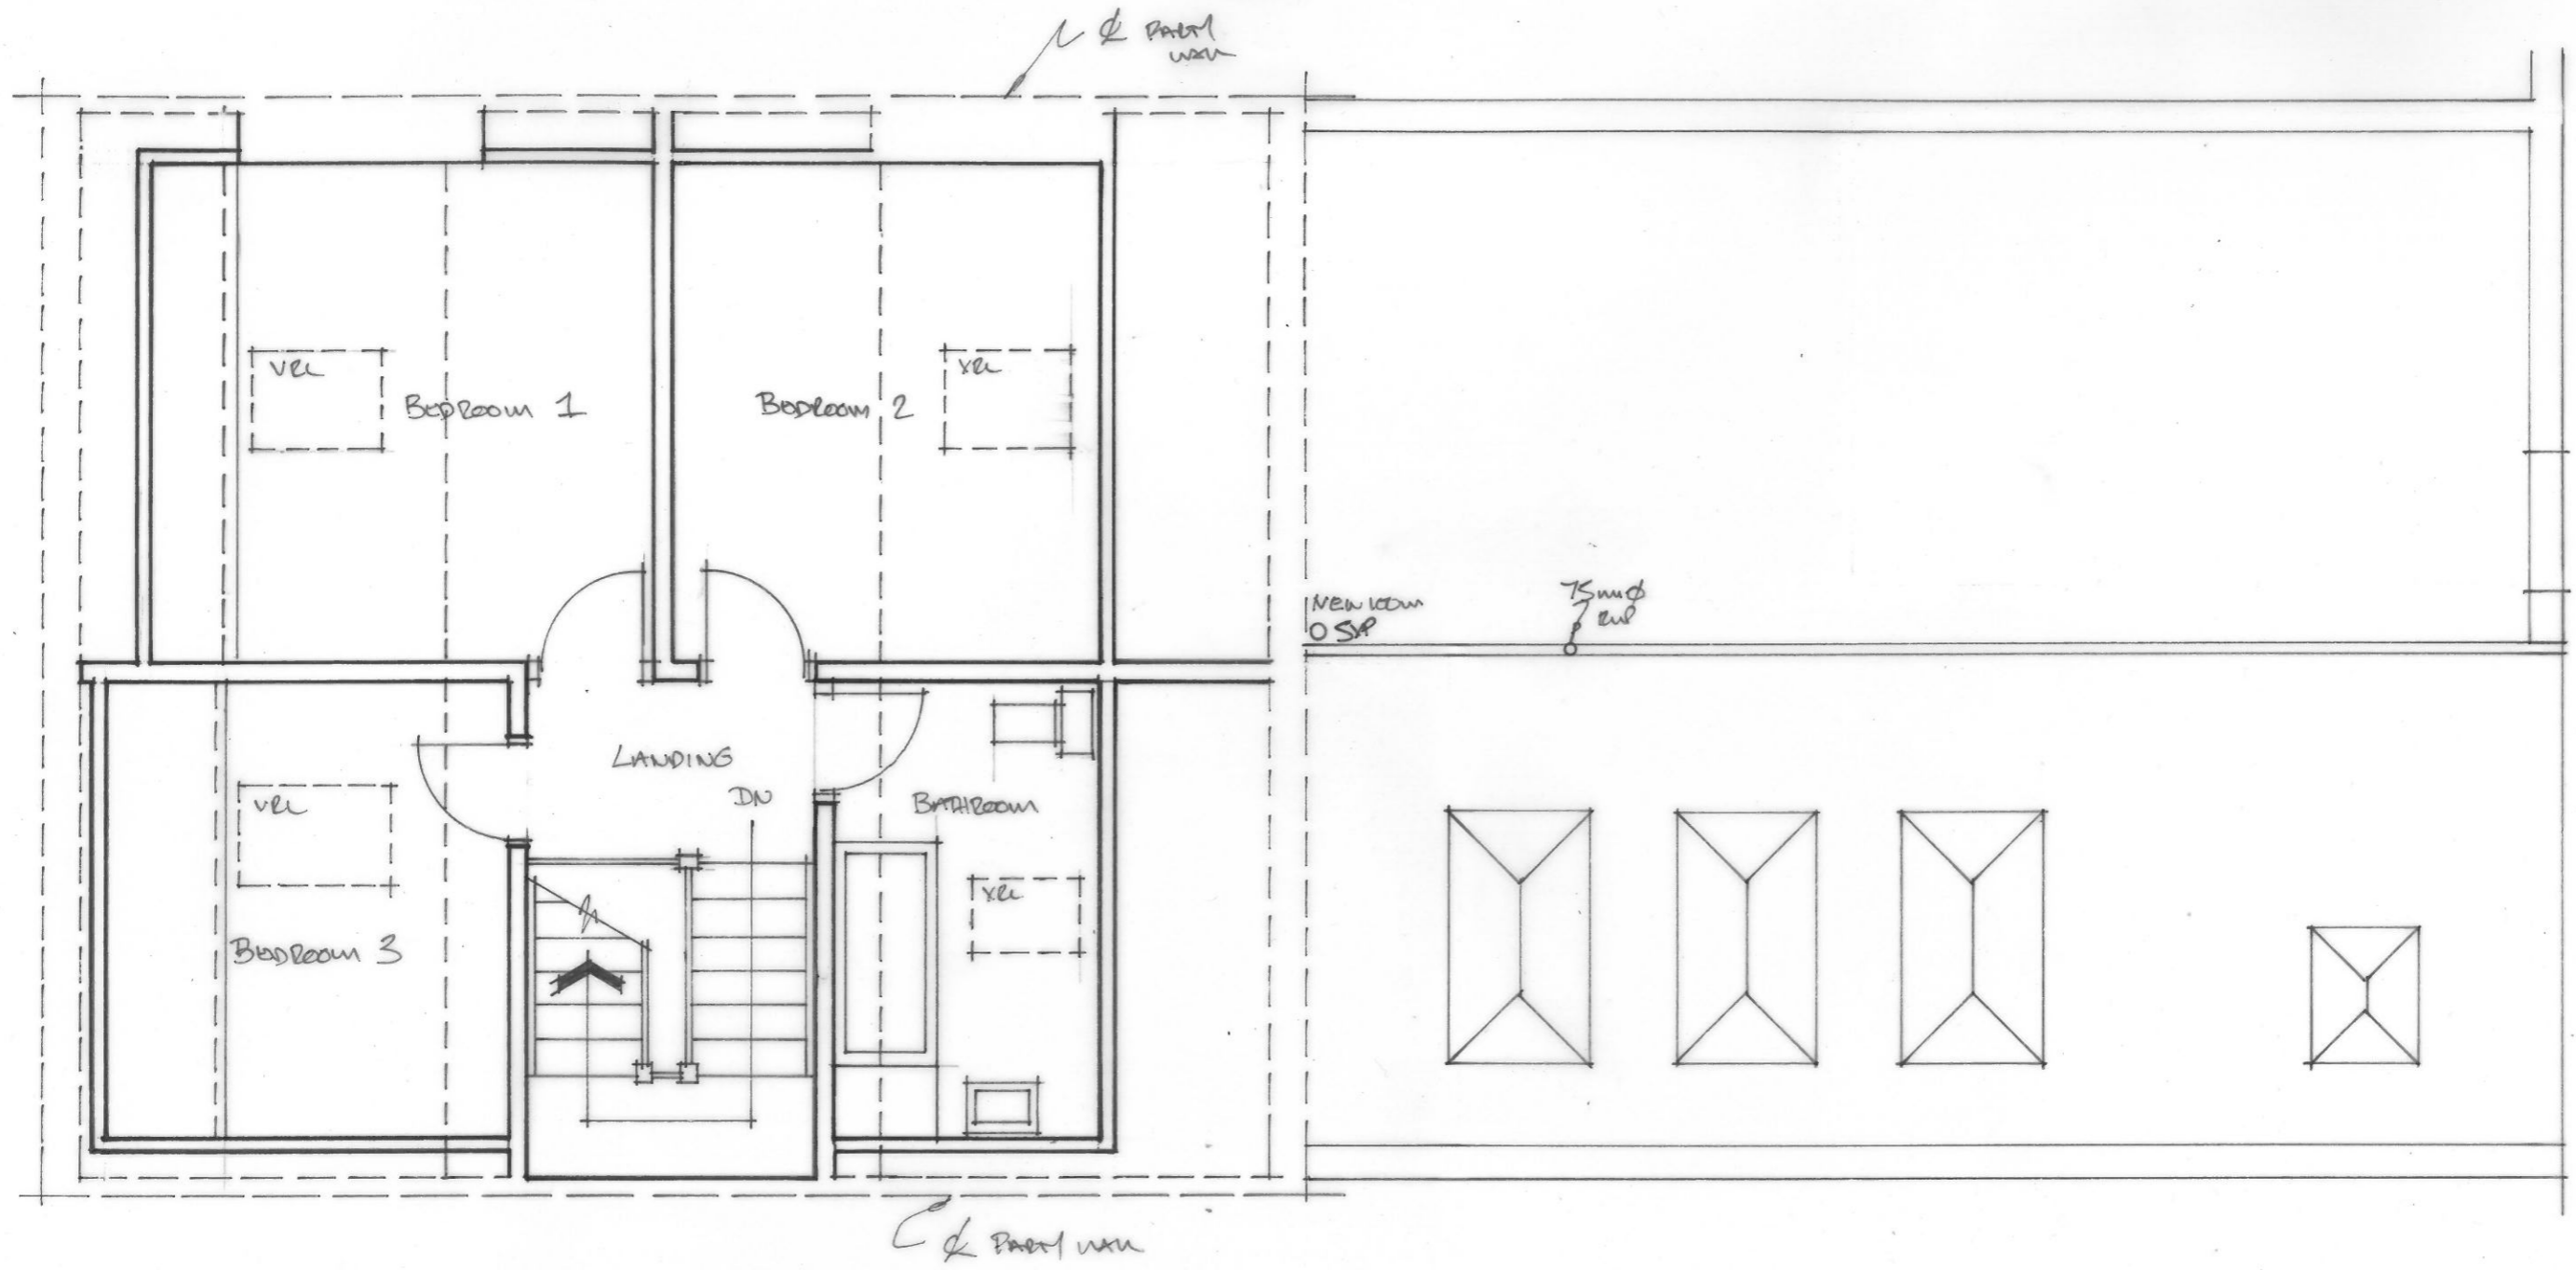 ℄ PARTY
WALL
VRL
VRL
BEDROOM 1
BEDROOM 2
NEW 100mm
O SVP
75mm⌀
RWP
LANDING
DN
BATHROOM
VRL
VRL
BEDROOM 3
℄ PARTY WALL